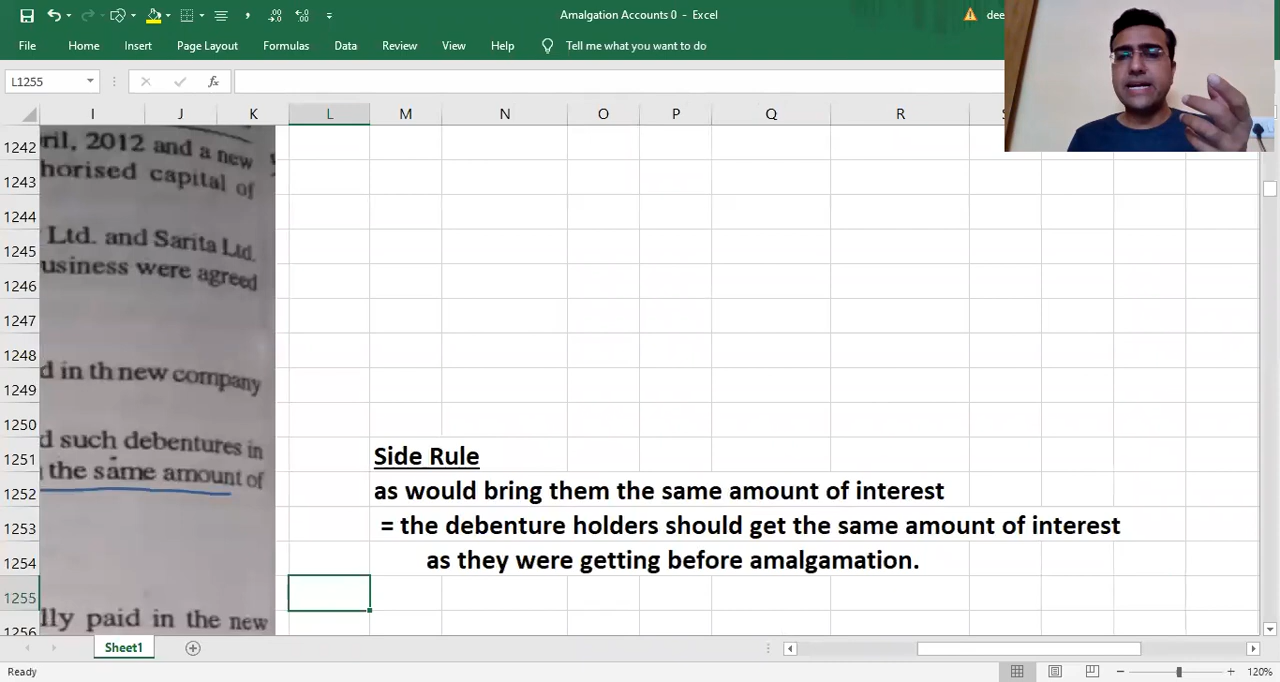 Amalgation Accounts 0 - Excel
dee
File Home Insert Page Layout Formulas Data Review View Help Tell me what you want to do
L1255
fx
I J K L M N O P Q R
1242
1243
1244
1245
1246
1247
1248
1249
1250
1251
1252
1253
1254
1255
1256
ril, 2012 and a new
horised capital of
Ltd. and Sarita Ltd.
usiness were agreed
d in th new company
d such debentures in
the same amount of
lly paid in the new
Side Rule
as would bring them the same amount of interest
= the debenture holders should get the same amount of interest
as they were getting before amalgamation.
Sheet1
Ready
120%